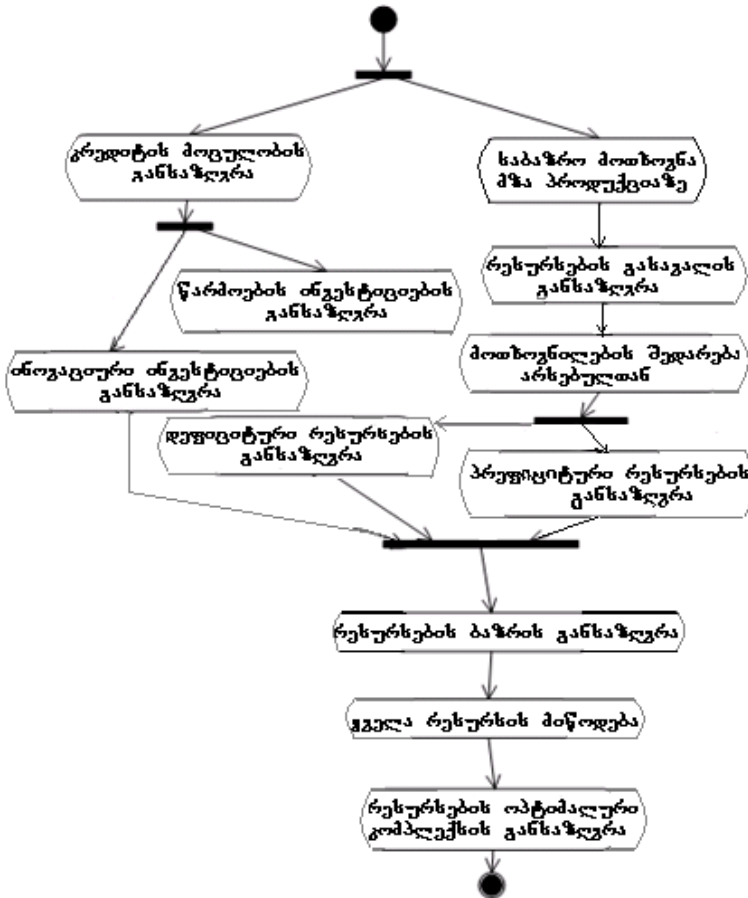 კრედიტის მოცულობის
განსაზღვრა
საბაზრო მოთხოვნა
მზა პროდუქციაზე
წარმოების ინვესტიციების
განსაზღვრა
რესურსების გასავალის
განსაზღვრა
ინოვაციური ინვესტიციების
განსაზღვრა
მოთხოვნილების შედარება
არსებულთან
დეფიციტური რესურსების
განსაზღვრა
პრეფიციტური რესურსების
განსაზღვრა
რესურსების ბაზრის განსაზღვრა
ყველა რესურსის მიწოდება
რესურსების ოპტიმალური
კომპლექსის განსაზღვრა